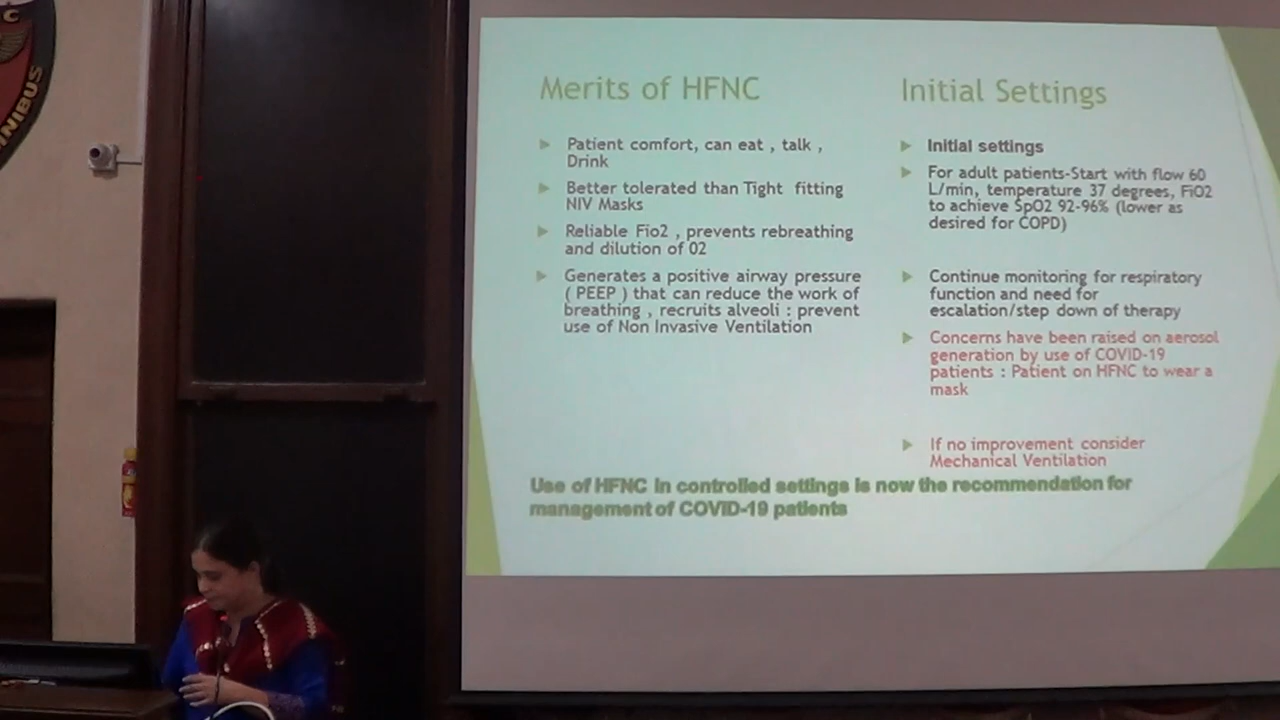 C
INIBUS
Merits of HFNC
Patient comfort, can eat , talk ,
Drink
Better tolerated than Tight fitting
NIV Masks
Reliable Fio2 , prevents rebreathing
and dilution of 02
Generates a positive airway pressure
( PEEP ) that can reduce the work of
breathing , recruits alveoli : prevent
use of Non Invasive Ventilation
Initial Settings
Initial settings
For adult patients-Start with flow 60
L/min, temperature 37 degrees, FiO2
to achieve SpO2 92-96% (lower as
desired for COPD)
Continue monitoring for respiratory
function and need for
escalation/step down of therapy
Concerns have been raised on aerosol
generation by use of COVID-19
patients : Patient on HFNC to wear a
mask
If no improvement consider
Mechanical Ventilation
Use of HFNC in controlled settings is now the recommendation for
management of COVID-19 patients